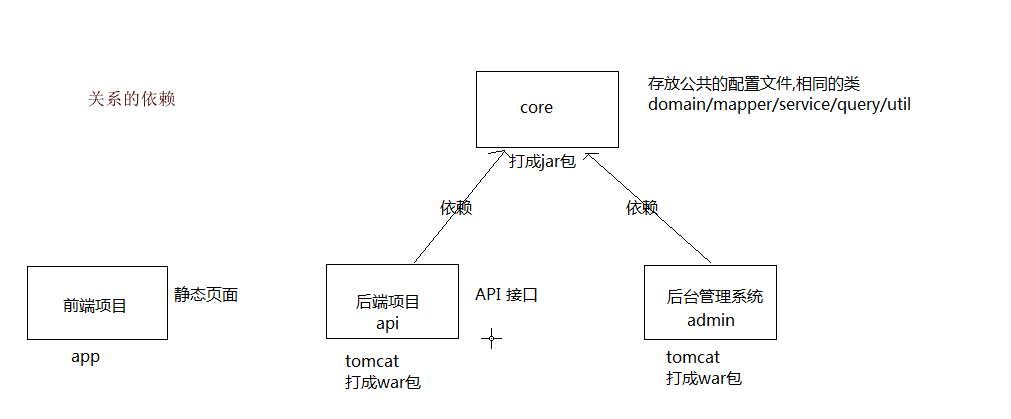 关系的依赖
core
存放公共的配置文件,相同的类
domain/mapper/service/query/util
打成jar包
依赖
依赖
前端项目
静态页面
app
后端项目
api
API 接口
tomcat
打成war包
后台管理系统
admin
tomcat
打成war包